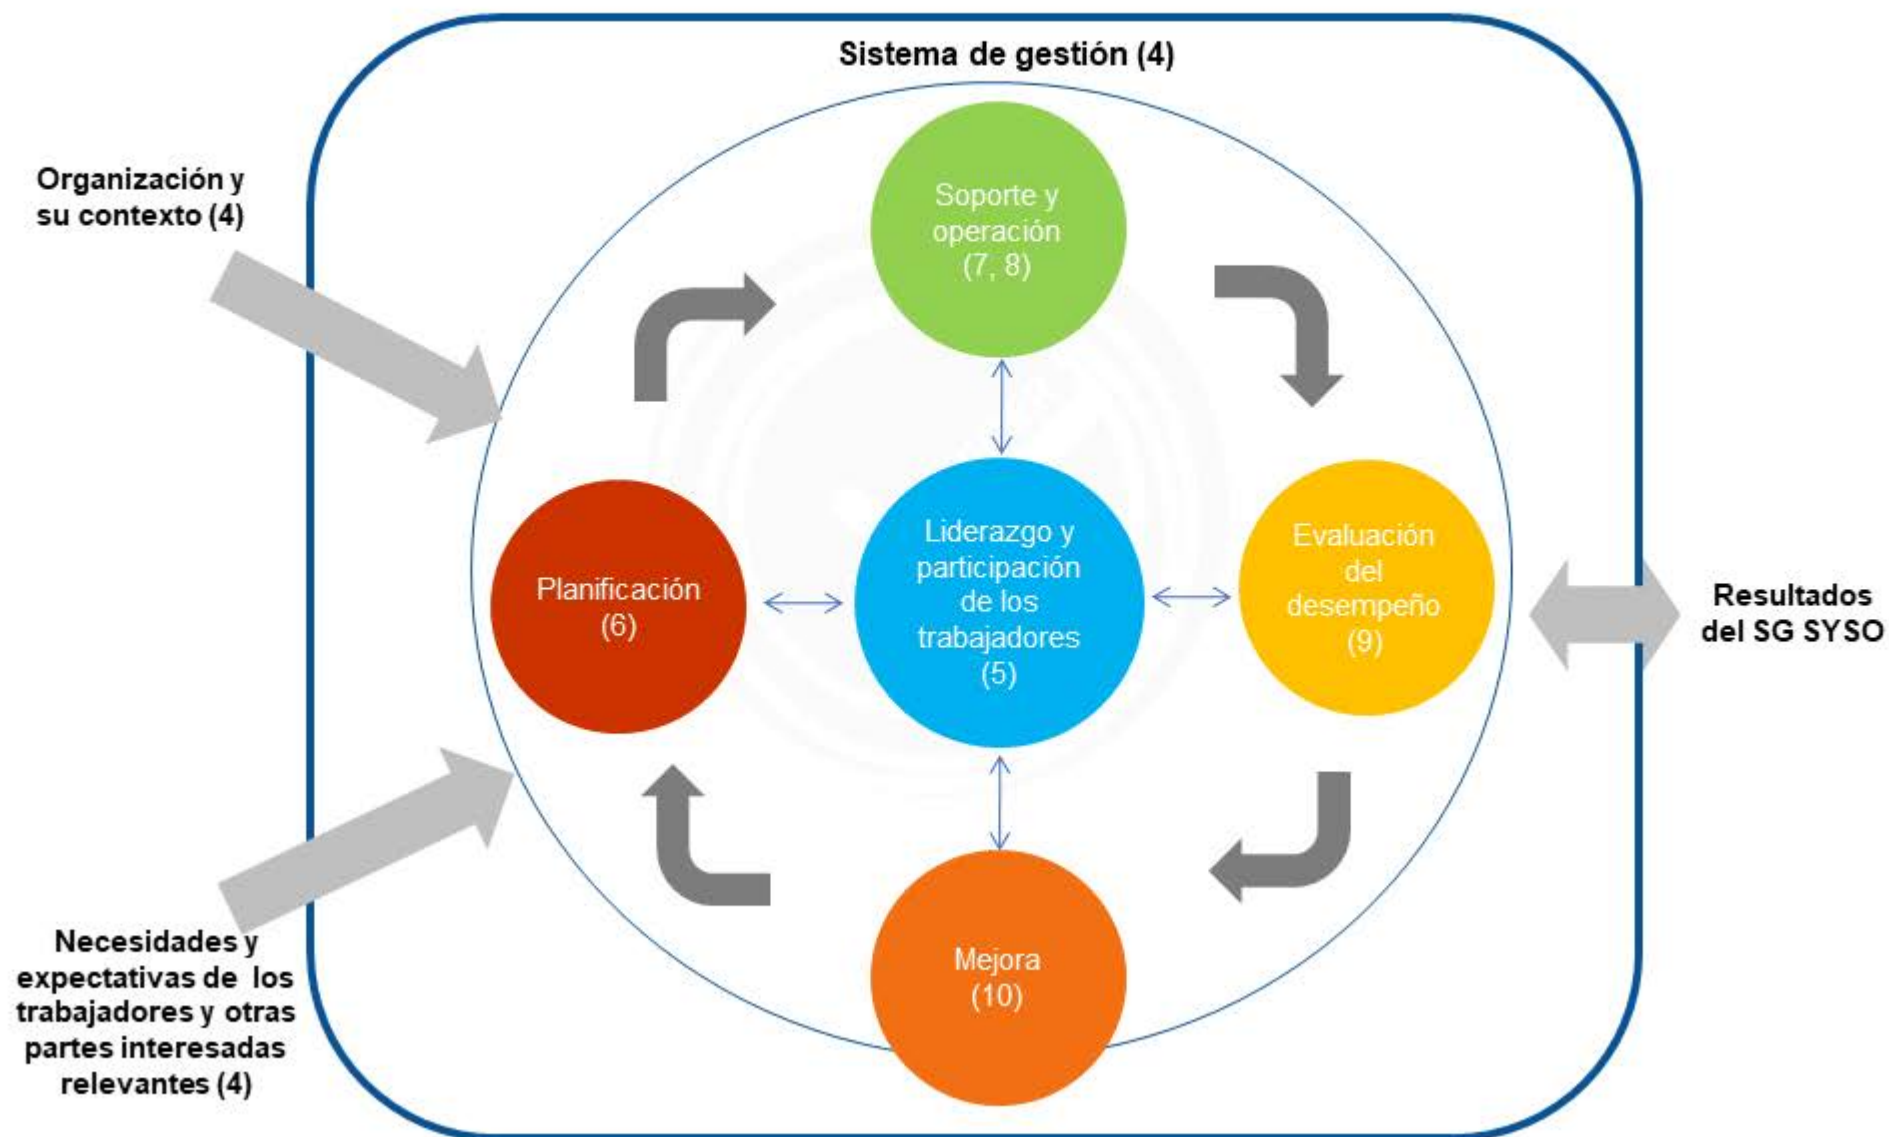 Sistema de gestión (4)
Organización y
su contexto (4)
Soporte y
operación
(7, 8)
Planificación
(6)
Liderazgo y
participación
de los
trabajadores
(5)
Evaluación
del
desempeño
(9)
Resultados
del SG SYSO
Mejora
(10)
Necesidades y
expectativas de los
trabajadores y otras
partes interesadas
relevantes (4)